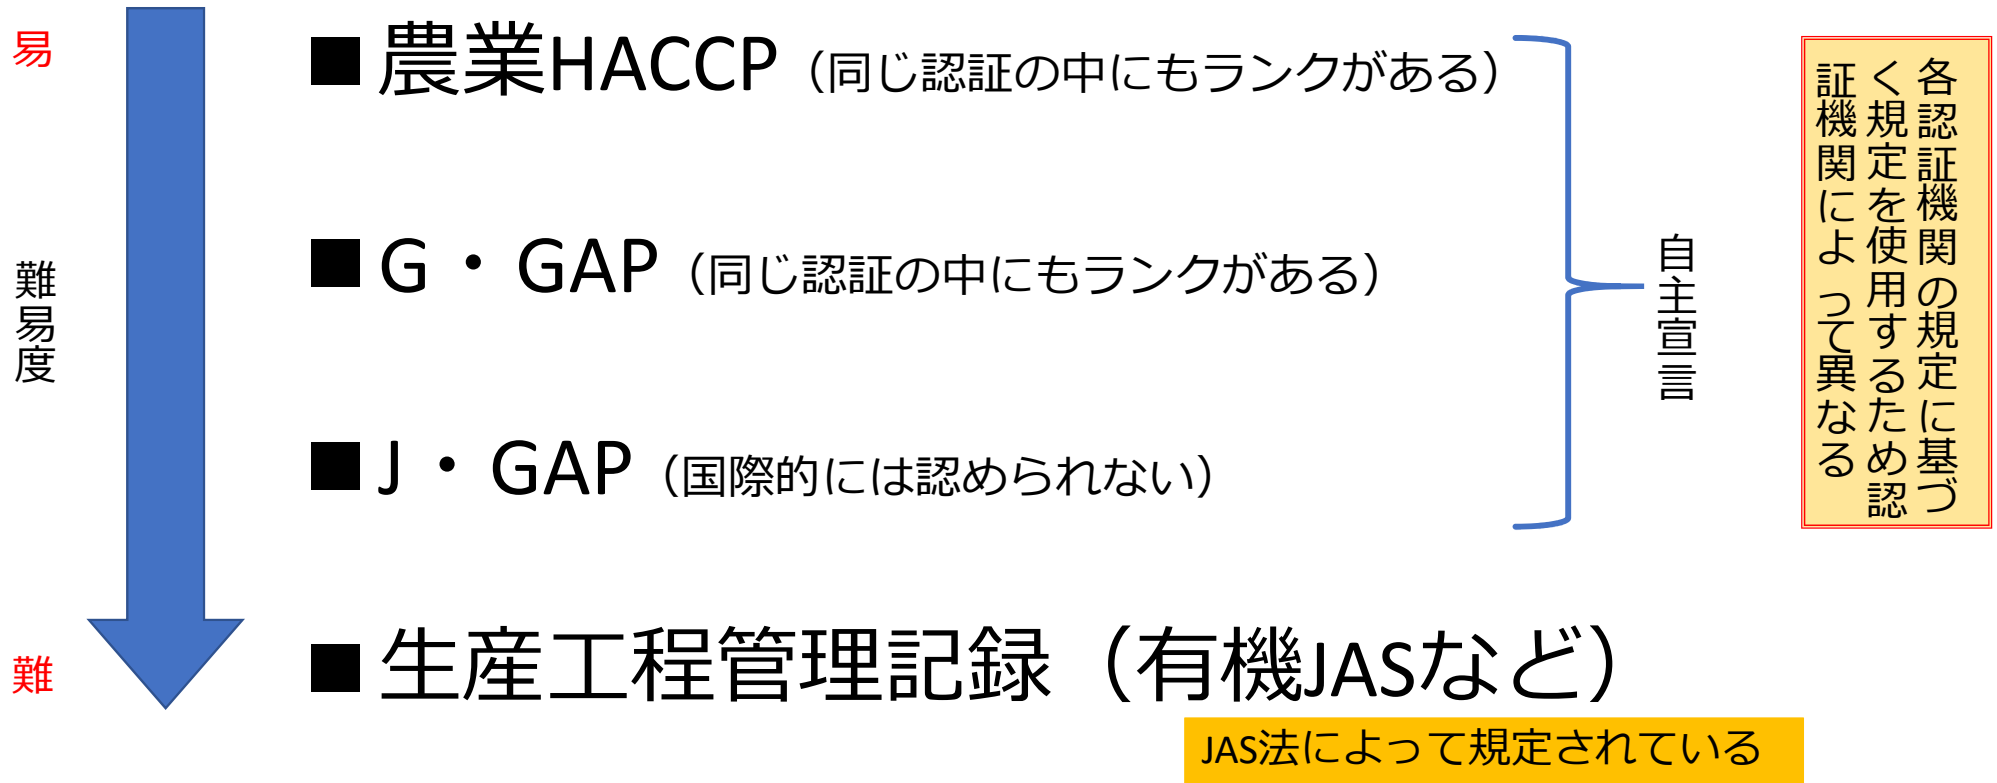 易
難易度
難
■農業HACCP（同じ認証の中にもランクがある）
■G・GAP（同じ認証の中にもランクがある）
■J・GAP（国際的には認められない）
■生産工程管理記録（有機JASなど）
JAS法によって規定されている
自主宣言
各認証機関の規定に基づ
く規定を使用するため認
証機関によって異なる